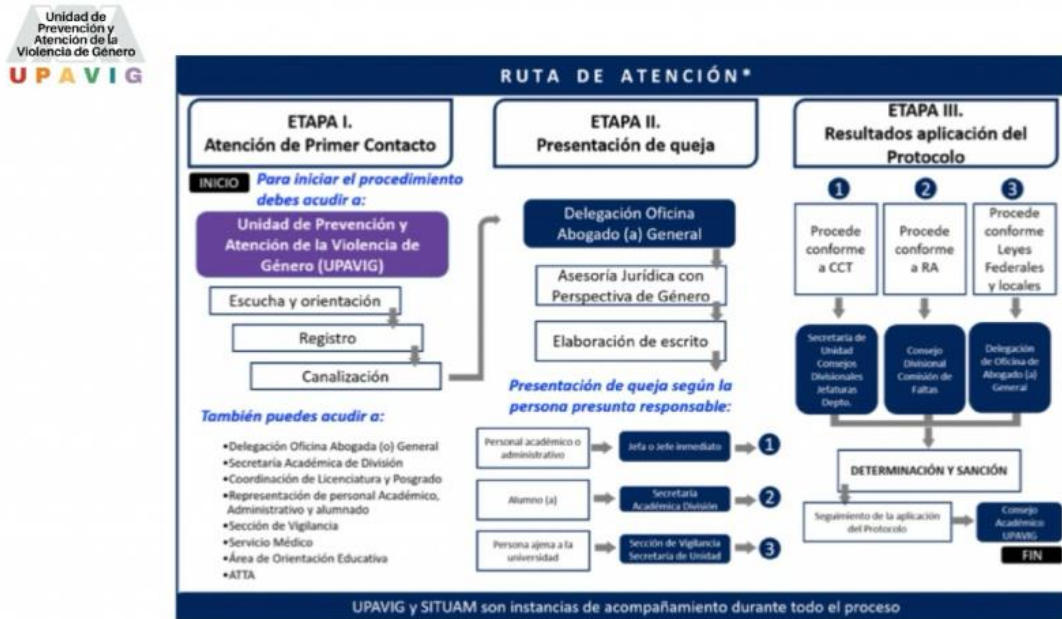 Unidad de
Prevención y
Atención de la
Violencia de Género
UPAVIG
RUTA DE ATENCIÓN*
ETAPA I.
Atención de Primer Contacto
INICIO
Para iniciar el procedimiento
debes acudir a:
Unidad de Prevención y
Atención de la Violencia de
Género (UPAVIG)
Escucha y orientación
Registro
Canalización
También puedes acudir a:
•Delegación Oficina Abogada (o) General
•Secretaría Académica de División
•Coordinación de Licenciatura y Posgrado
•Representación de personal Académico,
Administrativo y alumnado
•Sección de Vigilancia
•Servicio Médico
•Área de Orientación Educativa
•ATTA
ETAPA II.
Presentación de queja
Delegación Oficina
Abogado (a) General
Asesoría Jurídica con
Perspectiva de Género
Elaboración de escrito
Presentación de queja según la
persona presunta responsable:
Personal académico o
administrativo
Jefa o Jefe inmediato
1
Alumno (a)
Secretaría
Académica División
2
Persona ajena a la
universidad
Sección de Vigilancia
Secretaría de Unidad
3
ETAPA III.
Resultados aplicación del
Protocolo
1
Procede
conforme
a CCT
2
Procede
conforme
a RA
3
Procede
conforme
Leyes
Federales
y locales
Secretaría de
Unidad
Consejos
Divisionales
Jefaturas
Depto.
Consejo
Divisional
Comisión de
Faltas
Delegación
de Oficina de
Abogado (a)
General
DETERMINACIÓN Y SANCIÓN
Seguimiento de la aplicación
del Protocolo
Consejo
Académico
UPAVIG
FIN
UPAVIG y SITUAM son instancias de acompañamiento durante todo el proceso